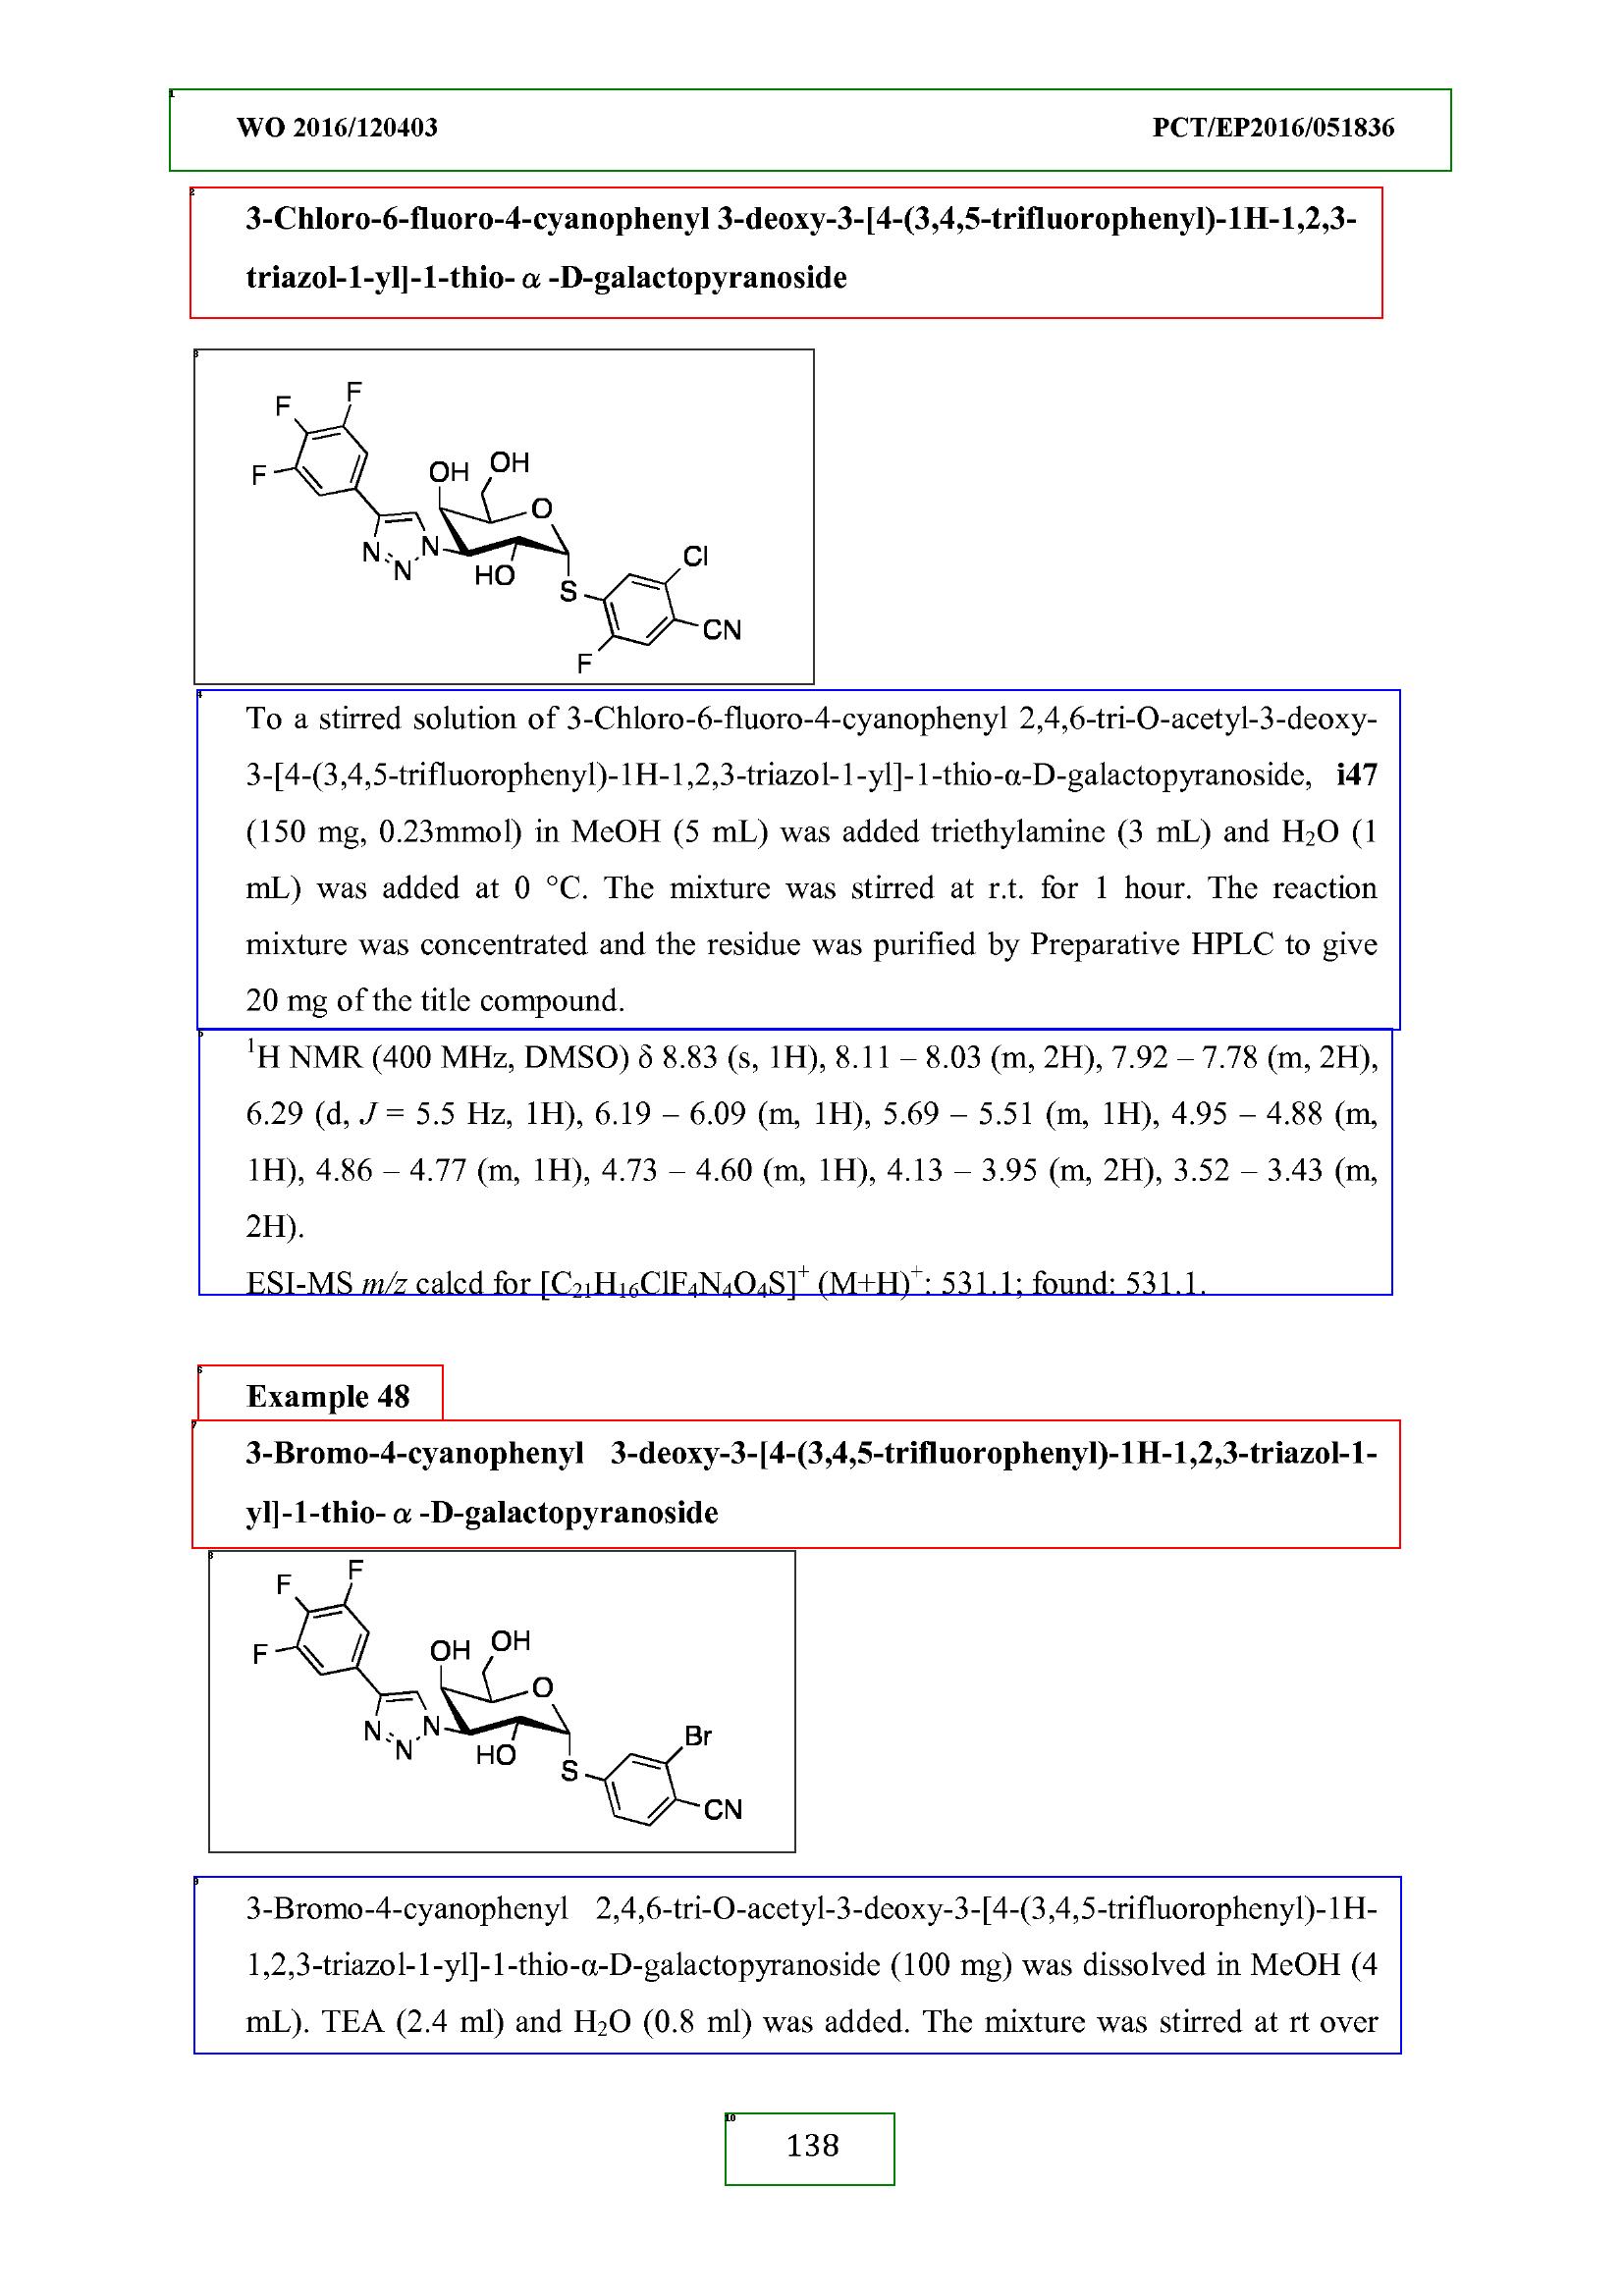 WO 2016/120403 PCT/EP2016/051836
3-Chloro-6-fluoro-4-cyanophenyl 3-deoxy-3-[4-(3,4,5-trifluorophenyl)-1H-1,2,3-
triazol-1-yl]-1-thio- α -D-galactopyranoside
F
F
F
OH
OH
O
N
N
N
HO
S
Cl
CN
F
To a stirred solution of 3-Chloro-6-fluoro-4-cyanophenyl 2,4,6-tri-O-acetyl-3-deoxy-
3-[4-(3,4,5-trifluorophenyl)-1H-1,2,3-triazol-1-yl]-1-thio-α-D-galactopyranoside, i47
(150 mg, 0.23mmol) in MeOH (5 mL) was added triethylamine (3 mL) and H₂O (1
mL) was added at 0 °C. The mixture was stirred at r.t. for 1 hour. The reaction
mixture was concentrated and the residue was purified by Preparative HPLC to give
20 mg of the title compound.
¹H NMR (400 MHz, DMSO) δ 8.83 (s, 1H), 8.11 – 8.03 (m, 2H), 7.92 – 7.78 (m, 2H),
6.29 (d, J = 5.5 Hz, 1H), 6.19 – 6.09 (m, 1H), 5.69 – 5.51 (m, 1H), 4.95 – 4.88 (m,
1H), 4.86 – 4.77 (m, 1H), 4.73 – 4.60 (m, 1H), 4.13 – 3.95 (m, 2H), 3.52 – 3.43 (m,
2H).
ESI-MS m/z calcd for [C₂₁H₁₆ClF₄N₄O₄S]⁺ (M+H)⁺: 531.1; found: 531.1.
Example 48
3-Bromo-4-cyanophenyl 3-deoxy-3-[4-(3,4,5-trifluorophenyl)-1H-1,2,3-triazol-1-
yl]-1-thio- α -D-galactopyranoside
F
F
F
OH
OH
O
N
N
N
HO
S
Br
CN
3-Bromo-4-cyanophenyl 2,4,6-tri-O-acetyl-3-deoxy-3-[4-(3,4,5-trifluorophenyl)-1H-
1,2,3-triazol-1-yl]-1-thio-α-D-galactopyranoside (100 mg) was dissolved in MeOH (4
mL). TEA (2.4 ml) and H₂O (0.8 ml) was added. The mixture was stirred at rt over
138